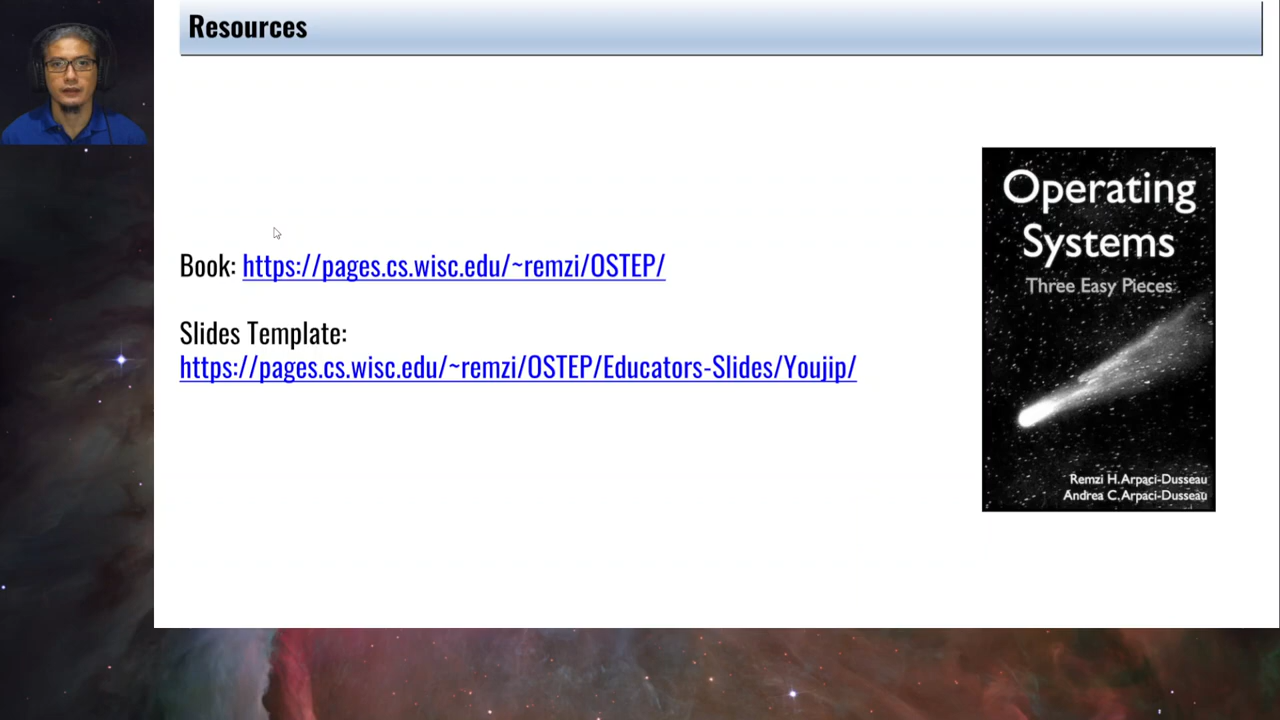 Resources
Book: https://pages.cs.wisc.edu/~remzi/OSTEP/
Slides Template:
https://pages.cs.wisc.edu/~remzi/OSTEP/Educators-Slides/Youjip/
Operating
Systems
Three Easy Pieces
Remzi H. Arpaci-Dusseau
Andrea C. Arpaci-Dusseau